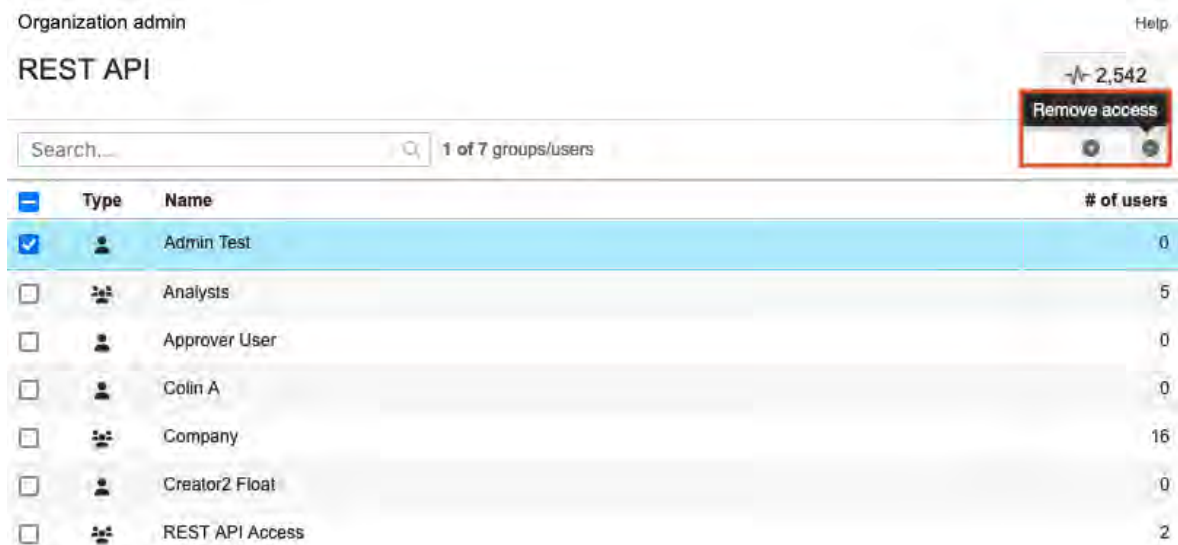 Organization admin
Help
REST API
2,542
Remove access
Search...
1 of 7 groups/users
Type Name # of users
Admin Test 0
Analysts 5
Approver User 0
Colin A 0
Company 16
Creator2 Float 0
REST API Access 2